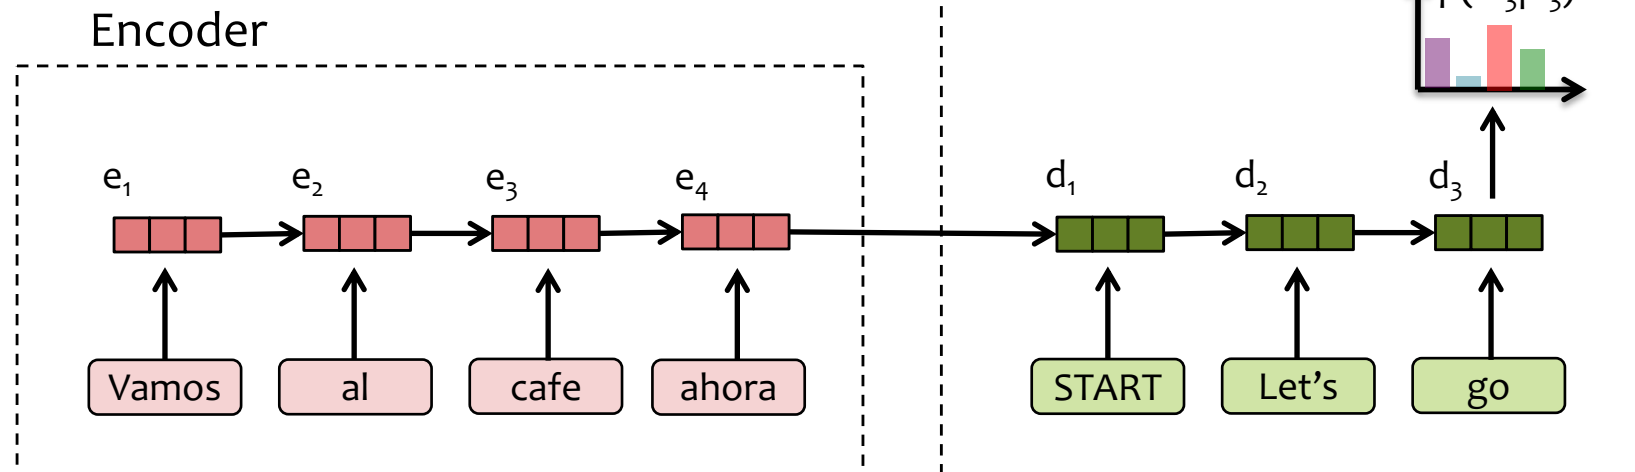 Encoder
e₁ e₂ e₃ e₄ d₁ d₂ d₃
Vamos al cafe ahora START Let’s go